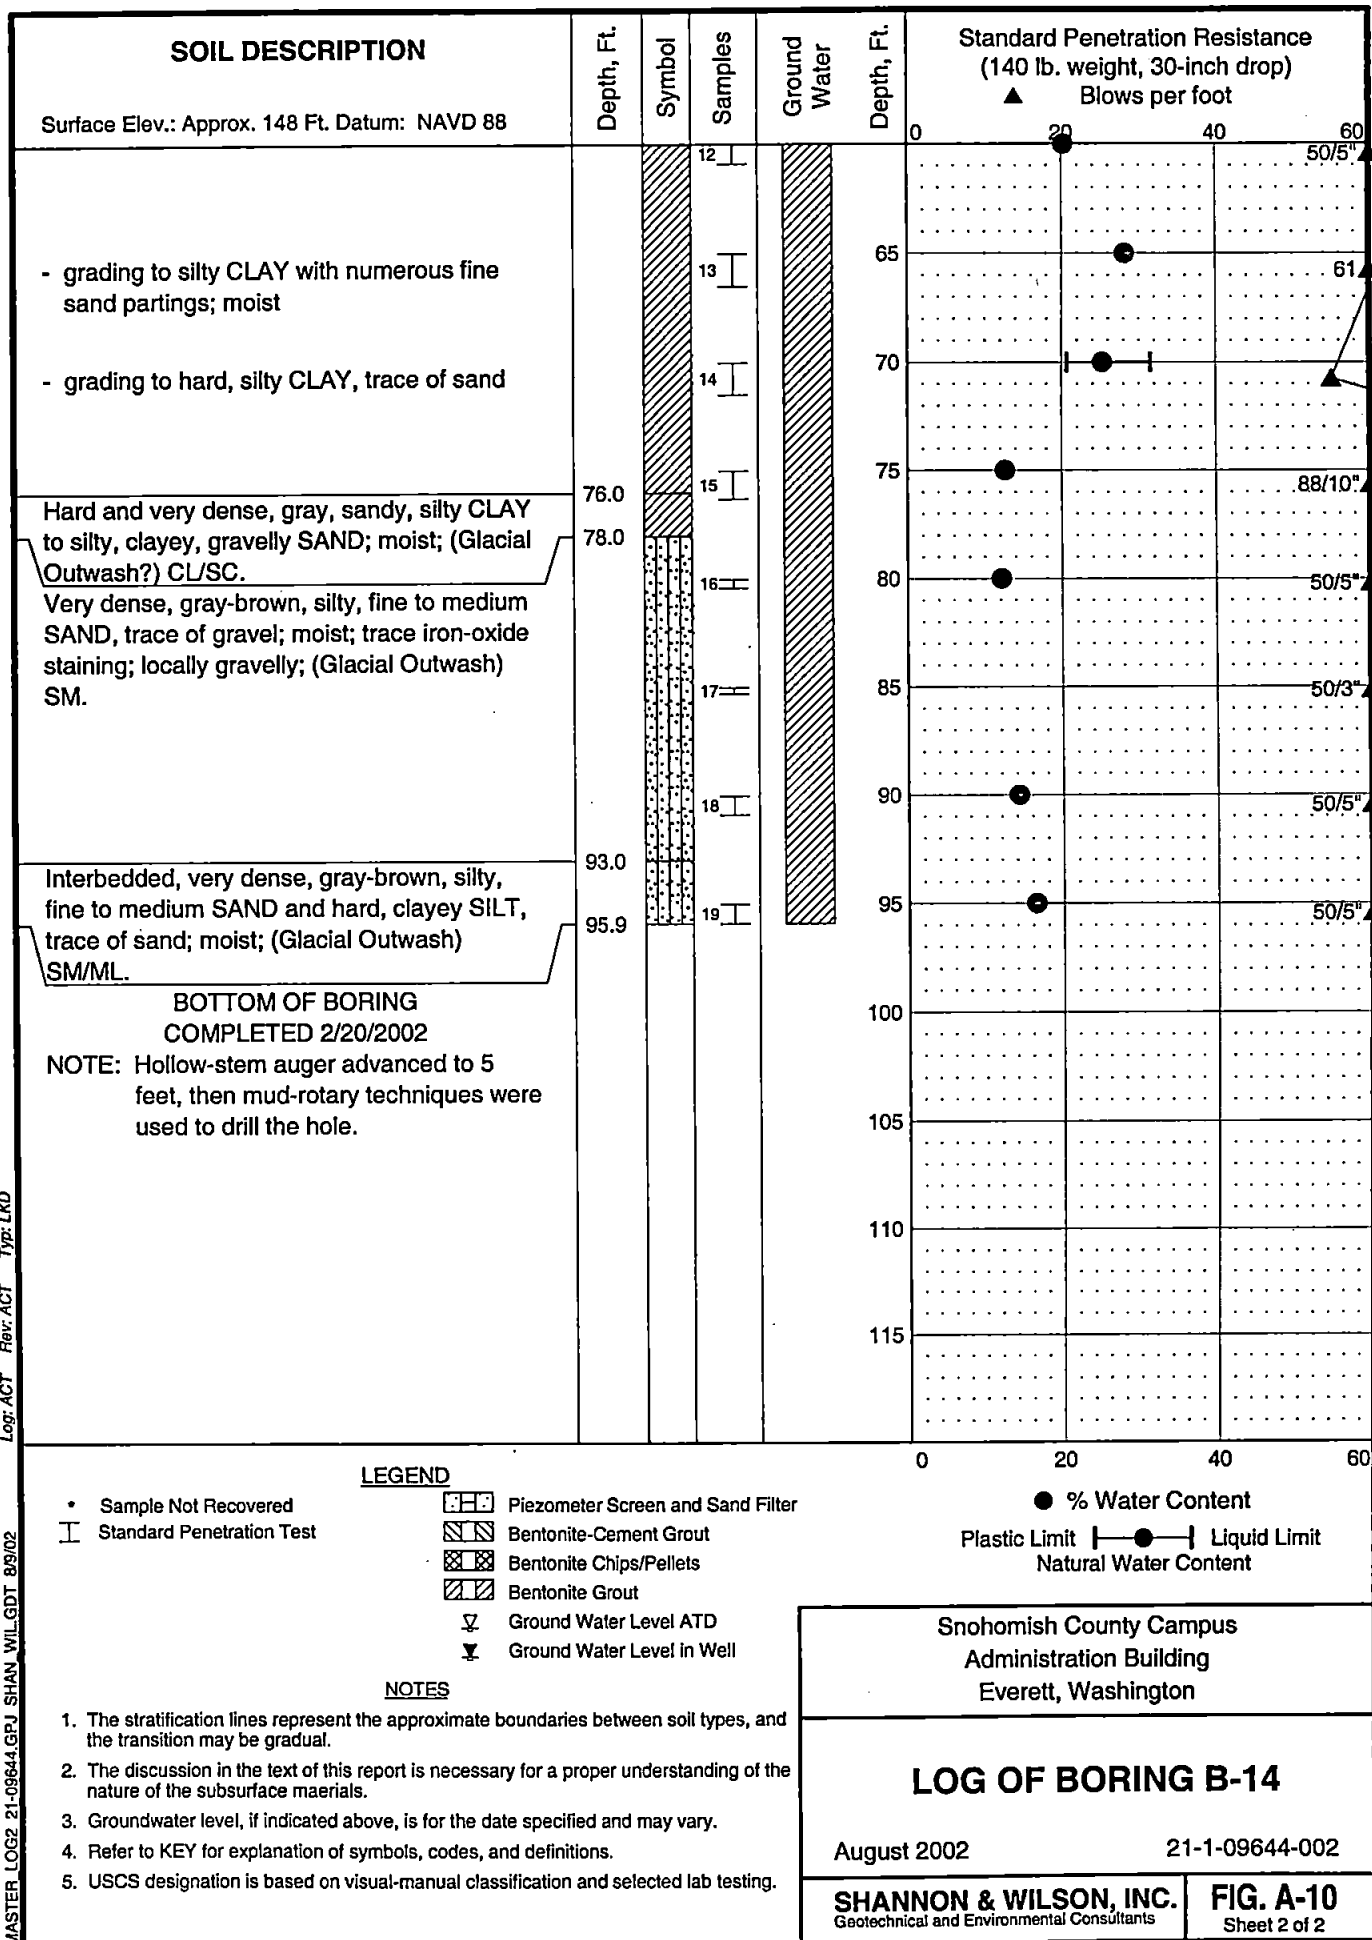 SOIL DESCRIPTION
Surface Elev.: Approx. 148 Ft. Datum: NAVD 88
Depth, Ft.
Symbol
Samples
Ground
Water
Depth, Ft.
Standard Penetration Resistance
(140 lb. weight, 30-inch drop)
▲ Blows per foot
0 20 40 60
12
50/5"
- grading to silty CLAY with numerous fine
sand partings; moist
13
65
61
- grading to hard, silty CLAY, trace of sand
14
70
15
75
88/10"
76.0
Hard and very dense, gray, sandy, silty CLAY
to silty, clayey, gravelly SAND; moist; (Glacial
Outwash?) CL/SC.
78.0
16
80
50/5"
Very dense, gray-brown, silty, fine to medium
SAND, trace of gravel; moist; trace iron-oxide
staining; locally gravelly; (Glacial Outwash)
SM.
17
85
50/3"
18
90
50/5"
93.0
Interbedded, very dense, gray-brown, silty,
fine to medium SAND and hard, clayey SILT,
trace of sand; moist; (Glacial Outwash)
SM/ML.
19
95
50/5"
95.9
BOTTOM OF BORING
COMPLETED 2/20/2002
NOTE: Hollow-stem auger advanced to 5
feet, then mud-rotary techniques were
used to drill the hole.
100
105
110
115
0 20 40 60
LEGEND
* Sample Not Recovered
Standard Penetration Test
Piezometer Screen and Sand Filter
Bentonite-Cement Grout
Bentonite Chips/Pellets
Bentonite Grout
Ground Water Level ATD
Ground Water Level in Well
● % Water Content
Plastic Limit Liquid Limit
Natural Water Content
NOTES
1. The stratification lines represent the approximate boundaries between soil types, and
the transition may be gradual.
2. The discussion in the text of this report is necessary for a proper understanding of the
nature of the subsurface maerials.
3. Groundwater level, if indicated above, is for the date specified and may vary.
4. Refer to KEY for explanation of symbols, codes, and definitions.
5. USCS designation is based on visual-manual classification and selected lab testing.
Snohomish County Campus
Administration Building
Everett, Washington
LOG OF BORING B-14
August 2002 21-1-09644-002
SHANNON & WILSON, INC.
Geotechnical and Environmental Consultants
FIG. A-10
Sheet 2 of 2
MASTER_LOG2 21-09644.GPJ SHAN_WIL.GDT 8/9/02 Log: ACT Rev: ACT Typ: LKD